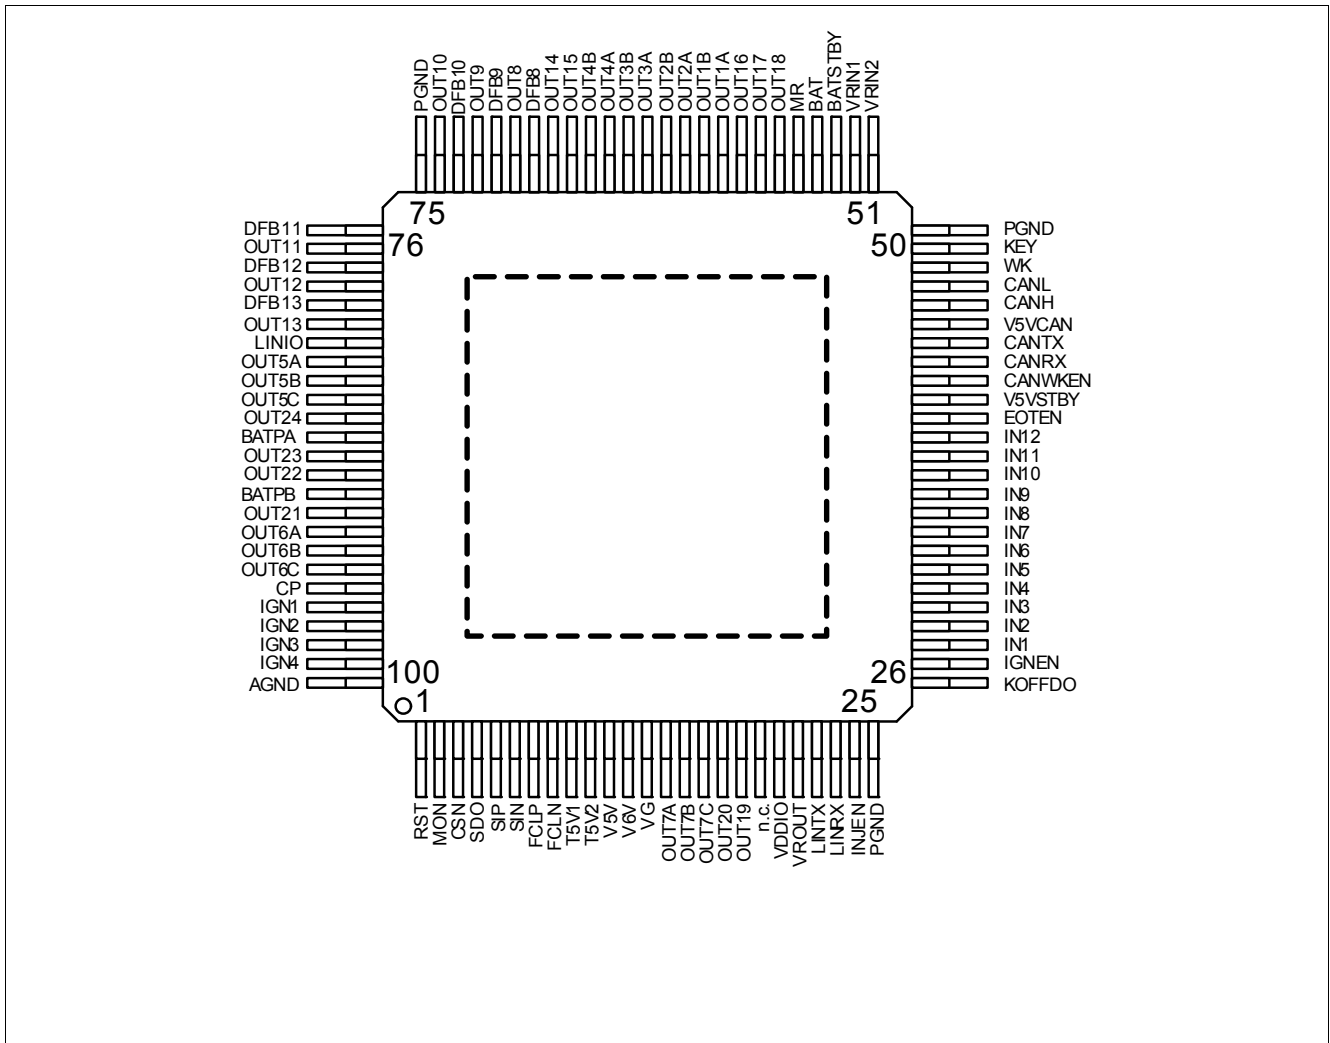 PGND
OUT10
DFB10
OUT9
DFB9
OUT8
DFB8
OUT14
OUT15
OUT4B
OUT4A
OUT3B
OUT3A
OUT2B
OUT2A
OUT1B
OUT1A
OUT16
OUT17
OUT18
MR
BAT
BATSTBY
VRIN1
VRIN2
75
51
76
50
DFB11
OUT11
DFB12
OUT12
DFB13
OUT13
LINIO
OUT5A
OUT5B
OUT5C
OUT24
BATPA
OUT23
OUT22
BATPB
OUT21
OUT6A
OUT6B
OUT6C
CP
IGN1
IGN2
IGN3
IGN4
AGND
PGND
KEY
WK
CANL
CANH
V5VCAN
CANTX
CANRX
CANWKEN
V5VSTBY
EOTEN
IN12
IN11
IN10
IN9
IN8
IN7
IN6
IN5
IN4
IN3
IN2
IN1
IGNEN
KOFFDO
100
26
1
25
RST
MON
CSN
SDO
SIP
SIN
FCLP
FCLN
T5V1
T5V2
V5V
V6V
VG
OUT7A
OUT7B
OUT7C
OUT20
OUT19
n.c.
VDDIO
VROUT
LINTX
LINRX
INJEN
PGND